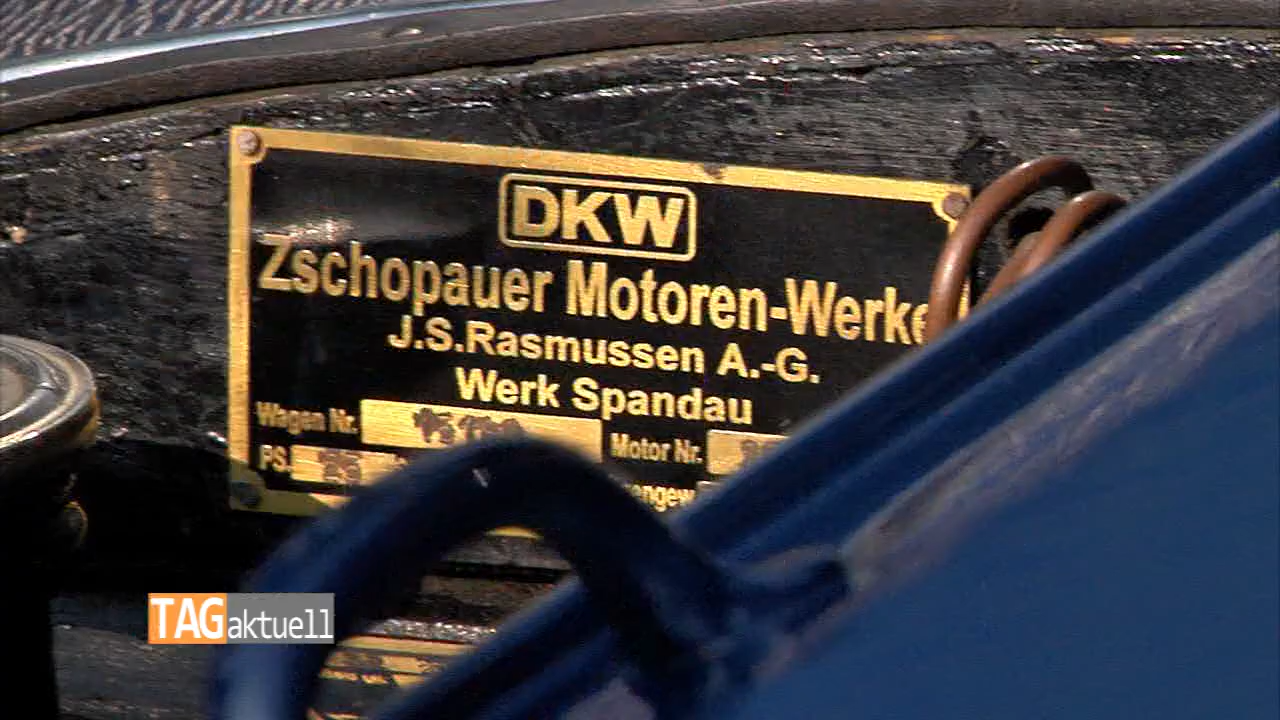 DKW
Zschopauer Motoren-Werke
J.S.Rasmussen A.-G.
Werk Spandau
Wagen Nr. Motor Nr.
PS.
TAGaktuell